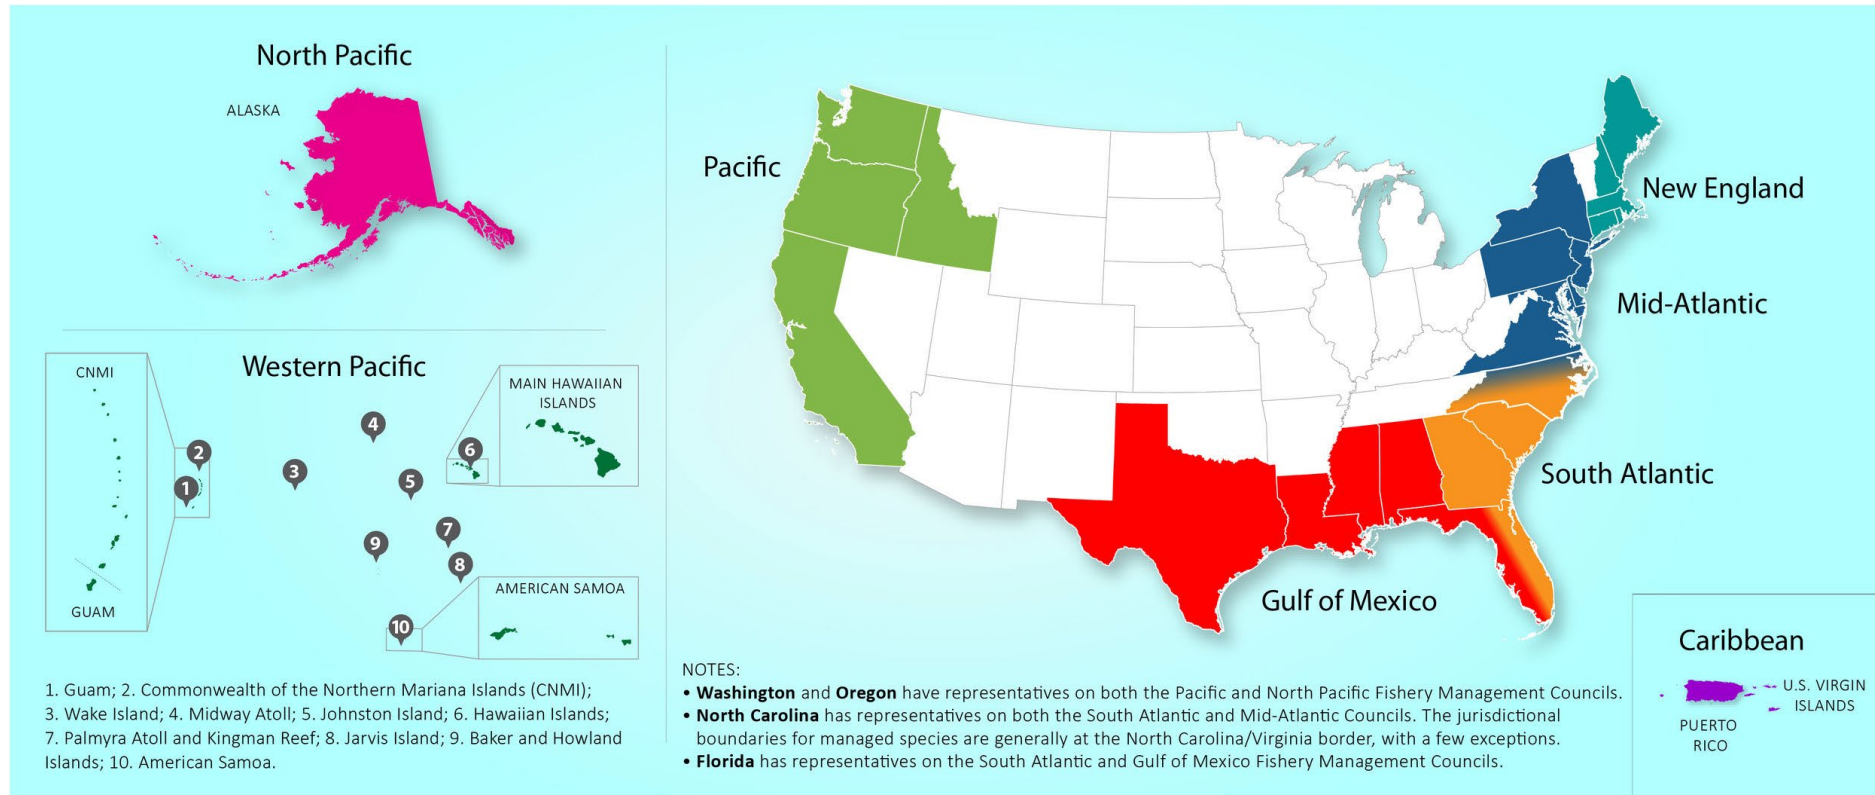 North Pacific
ALASKA
Western Pacific
CNMI
GUAM
1
2
3
4
5
6
7
8
9
10
MAIN HAWAIIAN
ISLANDS
AMERICAN SAMOA
1. Guam; 2. Commonwealth of the Northern Mariana Islands (CNMI);
3. Wake Island; 4. Midway Atoll; 5. Johnston Island; 6. Hawaiian Islands;
7. Palmyra Atoll and Kingman Reef; 8. Jarvis Island; 9. Baker and Howland
Islands; 10. American Samoa.
Pacific
New England
Mid-Atlantic
South Atlantic
Gulf of Mexico
Caribbean
U.S. VIRGIN
ISLANDS
PUERTO
RICO
NOTES:
• Washington and Oregon have representatives on both the Pacific and North Pacific Fishery Management Councils.
• North Carolina has representatives on both the South Atlantic and Mid-Atlantic Councils. The jurisdictional
boundaries for managed species are generally at the North Carolina/Virginia border, with a few exceptions.
• Florida has representatives on the South Atlantic and Gulf of Mexico Fishery Management Councils.